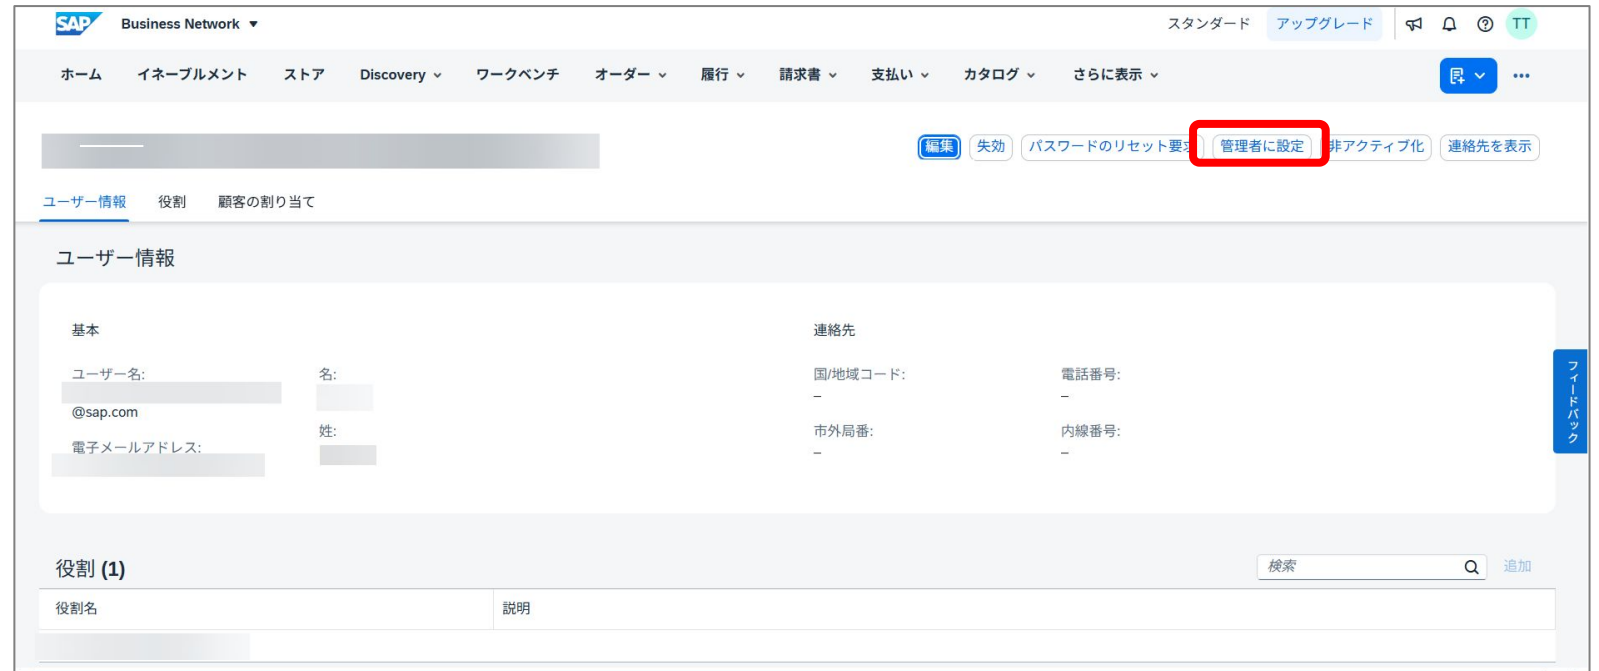 SAP Business Network スタンダード アップグレード TT
ホーム イネーブルメント ストア Discovery ワークベンチ オーダー 履行 請求書 支払い カタログ さらに表示
編集 失効 パスワードのリセット要求 管理者に設定 非アクティブ化 連絡先を表示
ユーザー情報 役割 顧客の割り当て
ユーザー情報
基本 連絡先
ユーザー名: 名: 国/地域コード: 電話番号:
– –
@sap.com
姓: 市外局番: 内線番号:
電子メールアドレス:
– –
フィードバック
役割 (1) 検索 追加
役割名 説明